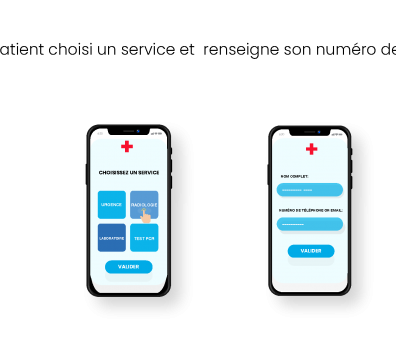 atient choisi un service et renseigne son numéro de
CHOISISSEZ UN SERVICE
URGENCE
RADIOLOGIE
LABORATOIRE
TEST PCR
VALIDER
NOM COMPLET:
NUMÉRO DE TÉLÉPHONE OR EMAIL:
VALIDER